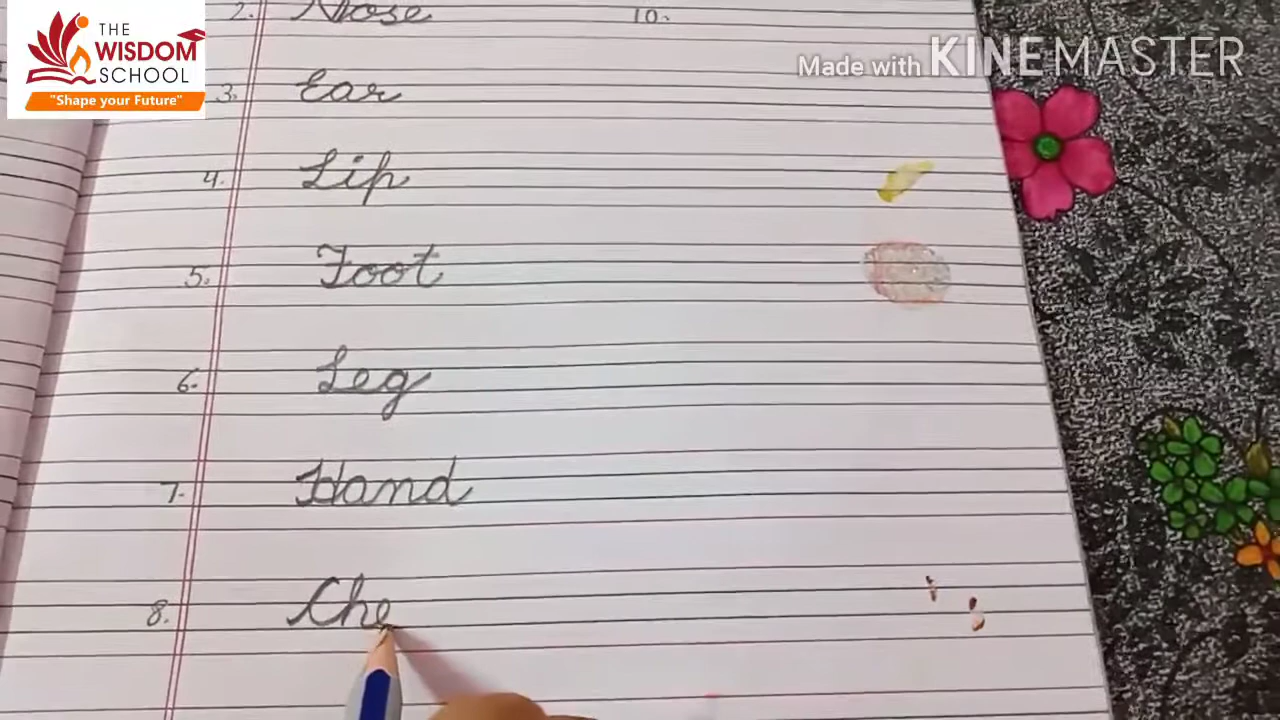 THE
WISDOM
SCHOOL
"Shape your Future"
Made with KINEMASTER
2. Nose
10.
3. Ear
4. Lip
5. Foot
6. Leg
7. Hand
8. Che